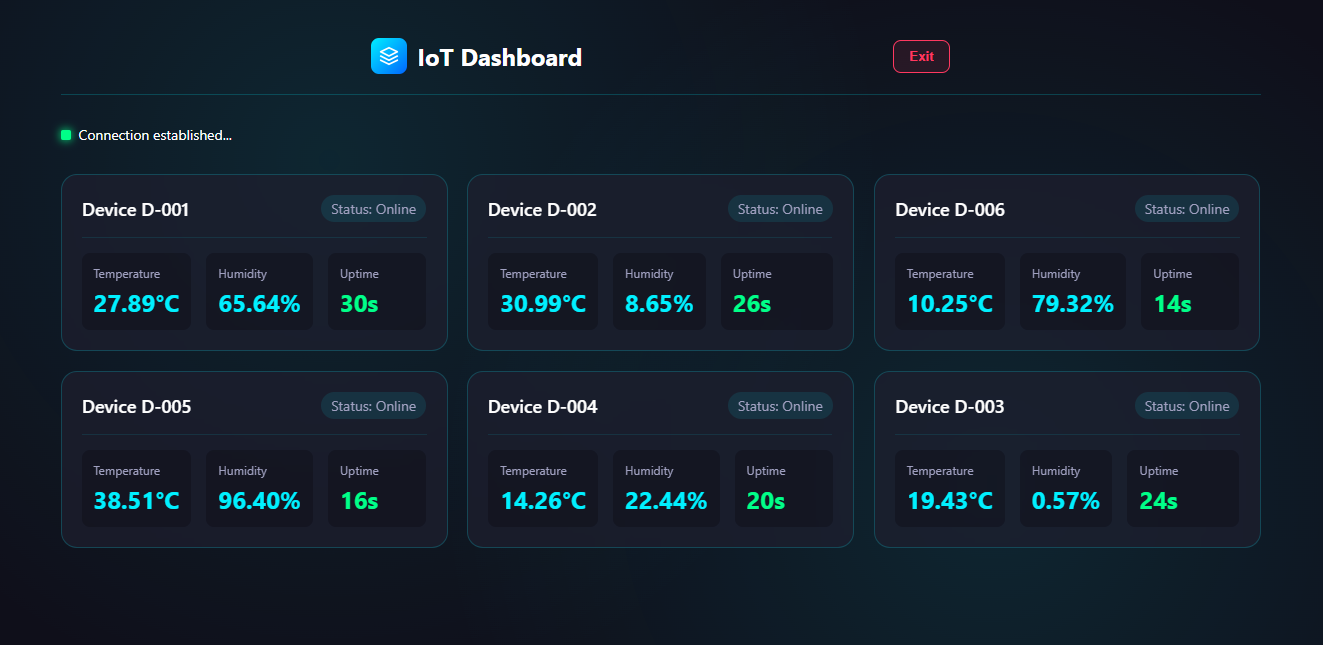 IoT Dashboard
Exit
Connection established...
Device D-001
Status: Online
Temperature
Humidity
Uptime
27.89°C
65.64%
30s
Device D-002
Status: Online
Temperature
Humidity
Uptime
30.99°C
8.65%
26s
Device D-006
Status: Online
Temperature
Humidity
Uptime
10.25°C
79.32%
14s
Device D-005
Status: Online
Temperature
Humidity
Uptime
38.51°C
96.40%
16s
Device D-004
Status: Online
Temperature
Humidity
Uptime
14.26°C
22.44%
20s
Device D-003
Status: Online
Temperature
Humidity
Uptime
19.43°C
0.57%
24s